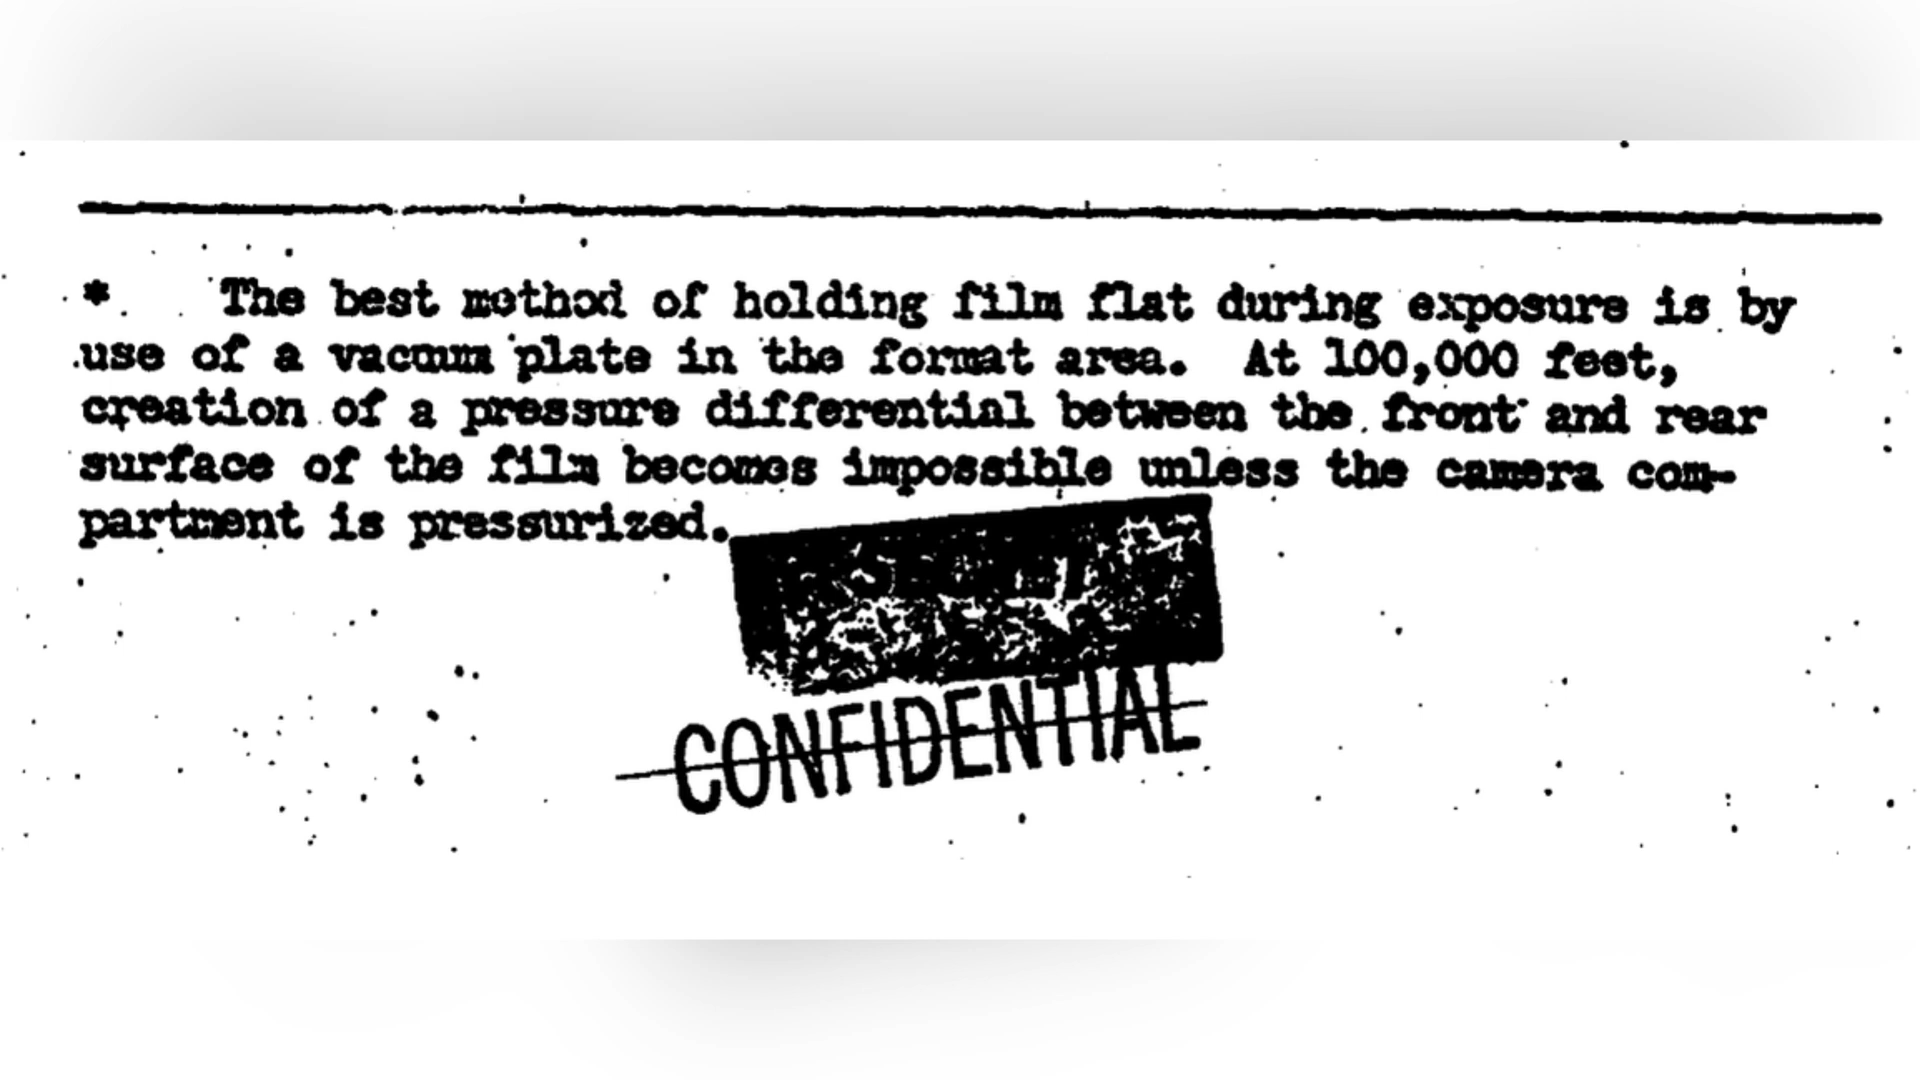 * The best method of holding film flat during exposure is by
use of a vacuum plate in the format area. At 100,000 feet,
creation of a pressure differential between the front and rear
surface of the film becomes impossible unless the camera com-
partment is pressurized.
CONFIDENTIAL